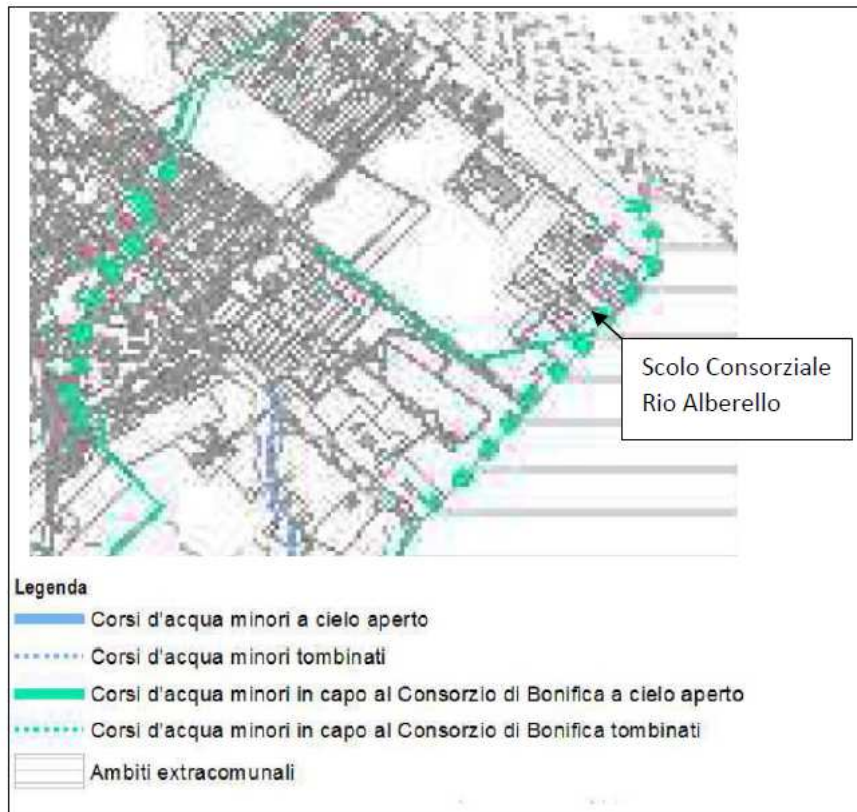 Scolo Consorziale
Rio Alberello
Legenda
Corsi d'acqua minori a cielo aperto
Corsi d'acqua minori tombinati
Corsi d'acqua minori in capo al Consorzio di Bonifica a cielo aperto
Corsi d'acqua minori in capo al Consorzio di Bonifica tombinati
Ambiti extracomunali